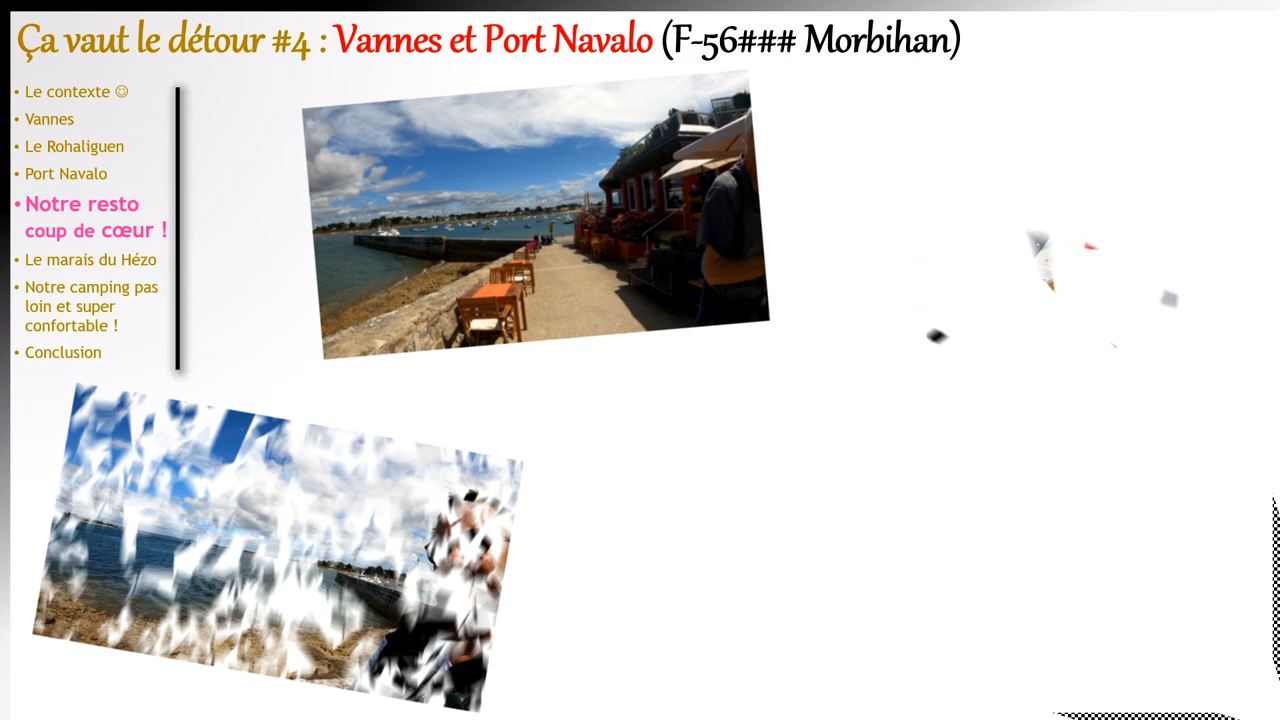 Ça vaut le détour #4 : Vannes et Port Navalo (F-56### Morbihan)
• Le contexte ☺
• Vannes
• Le Rohaliguen
• Port Navalo
• Notre resto
coup de cœur !
• Le marais du Hézo
• Notre camping pas
loin et super
confortable !
• Conclusion